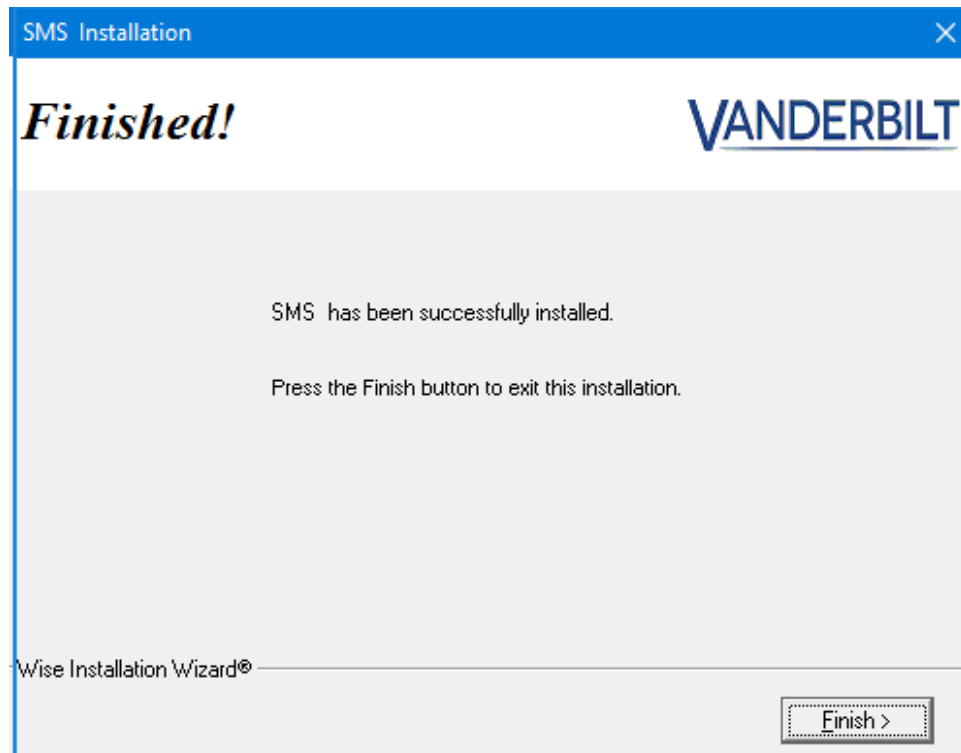 SMS  Installation
Finished!
VANDERBILT
SMS  has been successfully installed.
Press the Finish button to exit this installation.
Wise Installation Wizard®
Finish >